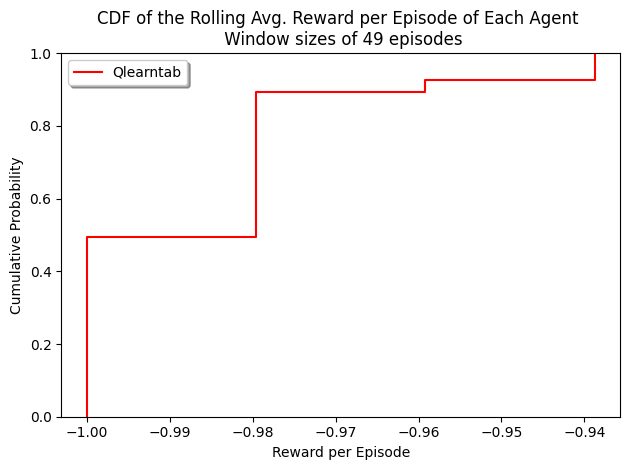 CDF of the Rolling Avg. Reward per Episode of Each Agent
Window sizes of 49 episodes
Qlearntab
1.0
0.8
0.6
0.4
0.2
0.0
Cumulative Probability
−1.00 −0.99 −0.98 −0.97 −0.96 −0.95 −0.94
Reward per Episode